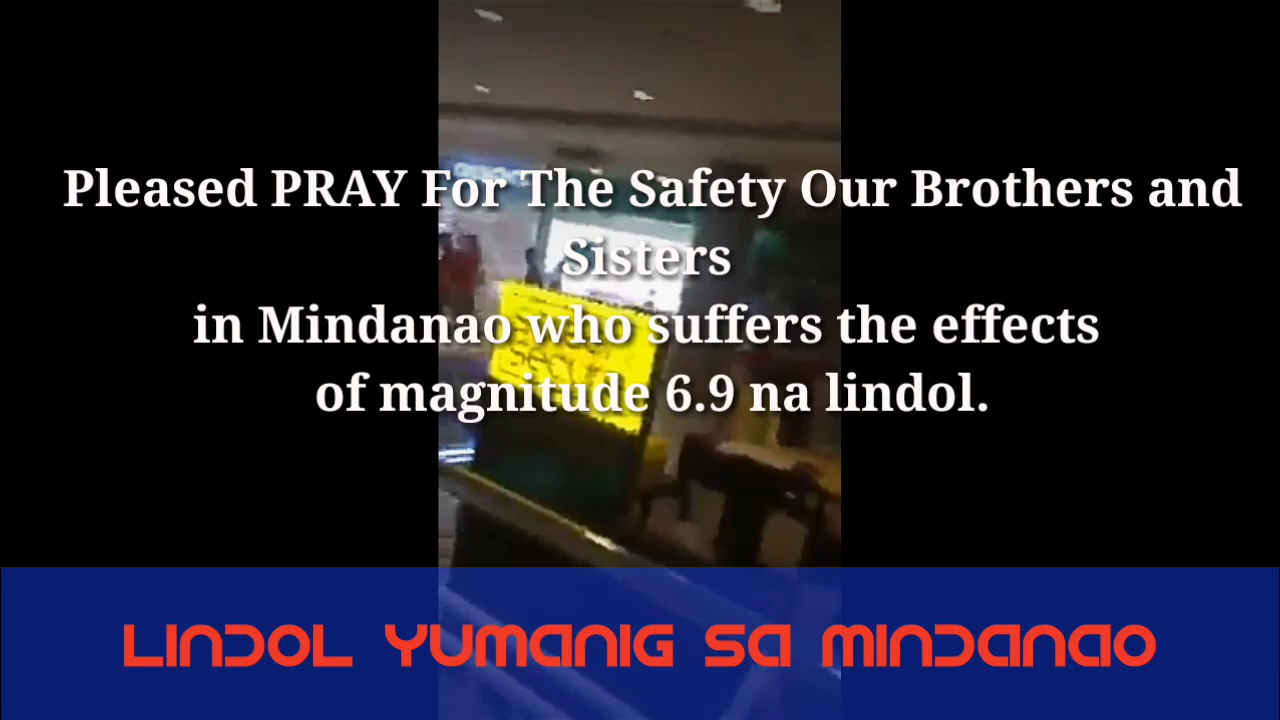 Pleased PRAY For The Safety Our Brothers and
Sisters
in Mindanao who suffers the effects
of magnitude 6.9 na lindol.
LINDOL YUMANIG SA MINDANAO